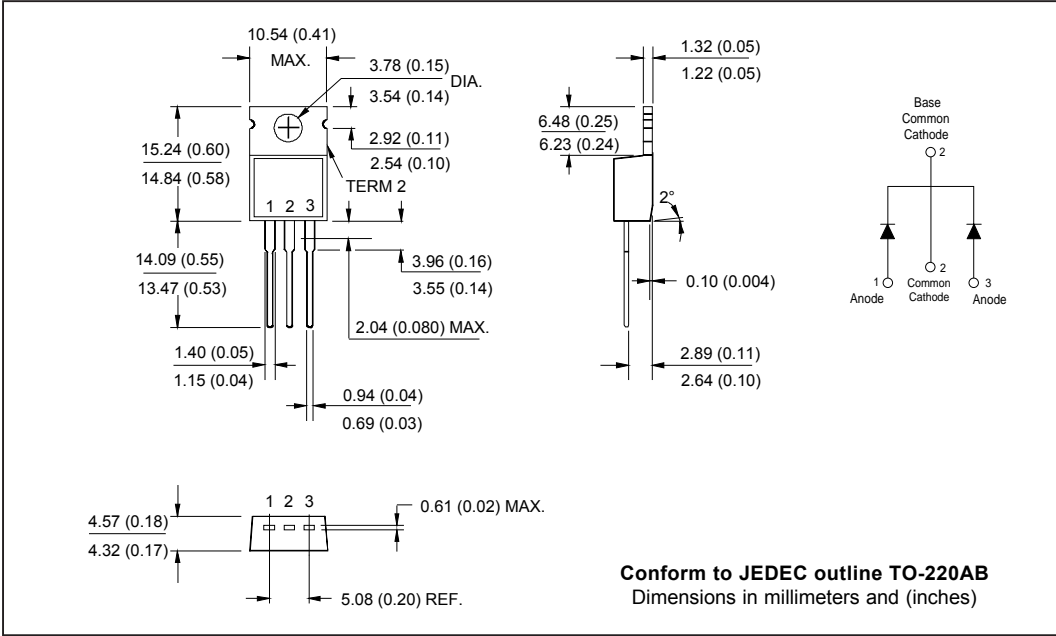 10.54 (0.41)
MAX.
3.78 (0.15)
3.54 (0.14)
DIA.
2.92 (0.11)
2.54 (0.10)
TERM 2
15.24 (0.60)
14.84 (0.58)
1 2 3
14.09 (0.55)
13.47 (0.53)
3.96 (0.16)
3.55 (0.14)
2.04 (0.080) MAX.
1.40 (0.05)
1.15 (0.04)
0.94 (0.04)
0.69 (0.03)
1.32 (0.05)
1.22 (0.05)
6.48 (0.25)
6.23 (0.24)
2°
0.10 (0.004)
2.89 (0.11)
2.64 (0.10)
Base
Common
Cathode
2
1
Anode
2
Common
Cathode
3
Anode
1 2 3
4.57 (0.18)
4.32 (0.17)
0.61 (0.02) MAX.
5.08 (0.20) REF.
Conform to JEDEC outline TO-220AB
Dimensions in millimeters and (inches)